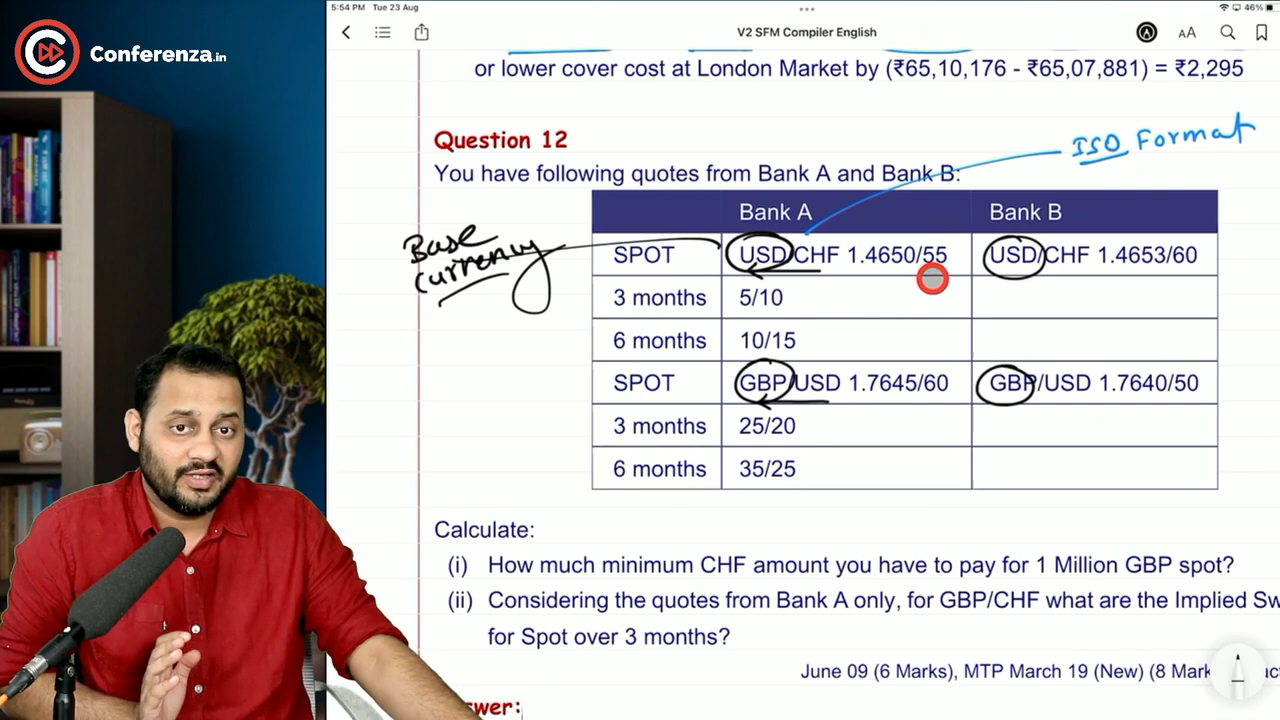 5:54 PM Tue 23 Aug
46%
Conferenza.in
V2 SFM Compiler English
AA
or lower cover cost at London Market by (₹65,10,176 - ₹65,07,881) = ₹2,295
Question 12
ISO Format
You have following quotes from Bank A and Bank B:
Bank A Bank B
Base
currency
SPOT USD/CHF 1.4650/55 USD/CHF 1.4653/60
3 months 5/10
6 months 10/15
SPOT GBP/USD 1.7645/60 GBP/USD 1.7640/50
3 months 25/20
6 months 35/25
Calculate:
(i) How much minimum CHF amount you have to pay for 1 Million GBP spot?
(ii) Considering the quotes from Bank A only, for GBP/CHF what are the Implied Sw
for Spot over 3 months?
June 09 (6 Marks), MTP March 19 (New) (8 Mark
swer: